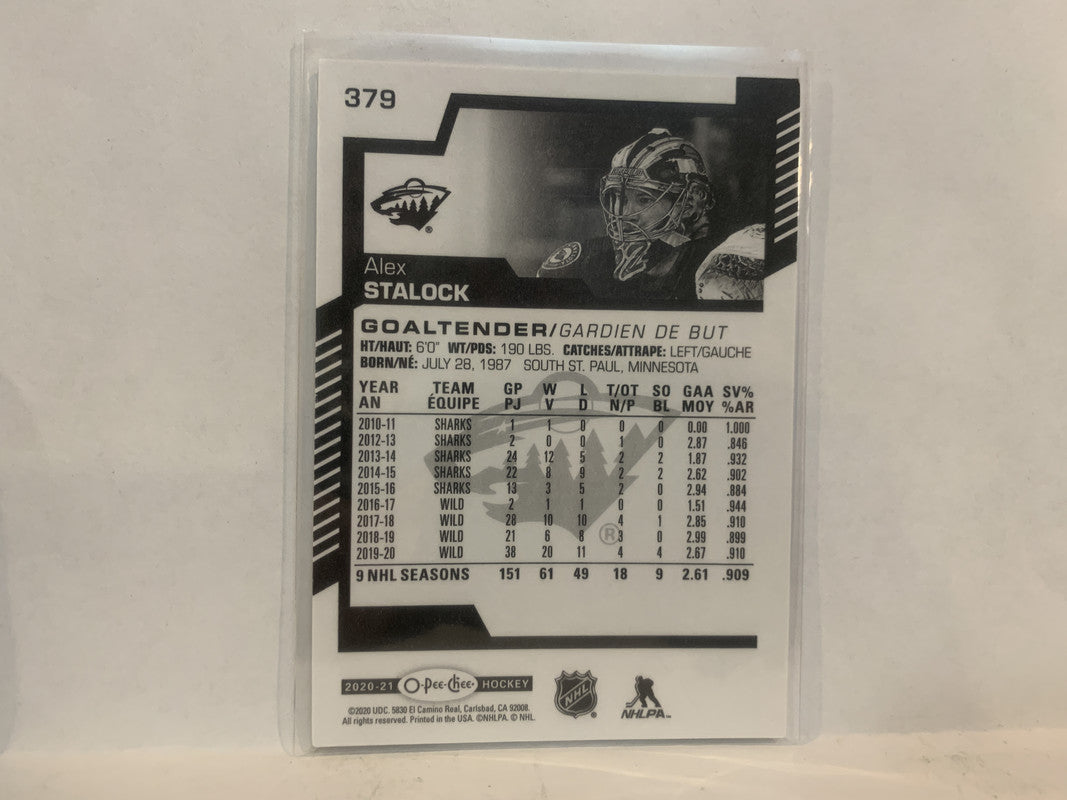 379
Alex
STALOCK
GOALTENDER/GARDIEN DE BUT
HT/HAUT: 6'0" WT/PDS: 190 LBS. CATCHES/ATTRAPE: LEFT/GAUCHE
BORN/NÉ: JULY 28, 1987 SOUTH ST. PAUL, MINNESOTA
YEAR TEAM GP W L T/OT SO GAA SV%
AN ÉQUIPE PJ V D N/P BL MOY %AR
2010-11 SHARKS 1 1 0 0 0 0.00 1.000
2012-13 SHARKS 2 0 0 1 0 2.87 .846
2013-14 SHARKS 24 12 5 2 2 1.87 .932
2014-15 SHARKS 22 8 9 2 2 2.62 .902
2015-16 SHARKS 13 3 5 2 0 2.94 .884
2016-17 WILD 2 1 1 0 0 1.51 .944
2017-18 WILD 28 10 10 4 1 2.85 .910
2018-19 WILD 21 6 8 3 0 2.99 .899
2019-20 WILD 38 20 11 4 4 2.67 .910
9 NHL SEASONS 151 61 49 18 9 2.61 .909
2020-21 O-Pee-Chee HOCKEY
©2020 UDC. 5830 El Camino Real, Carlsbad, CA 92008.
All rights reserved. Printed in the USA. ©NHLPA. © NHL.
NHL
NHLPA